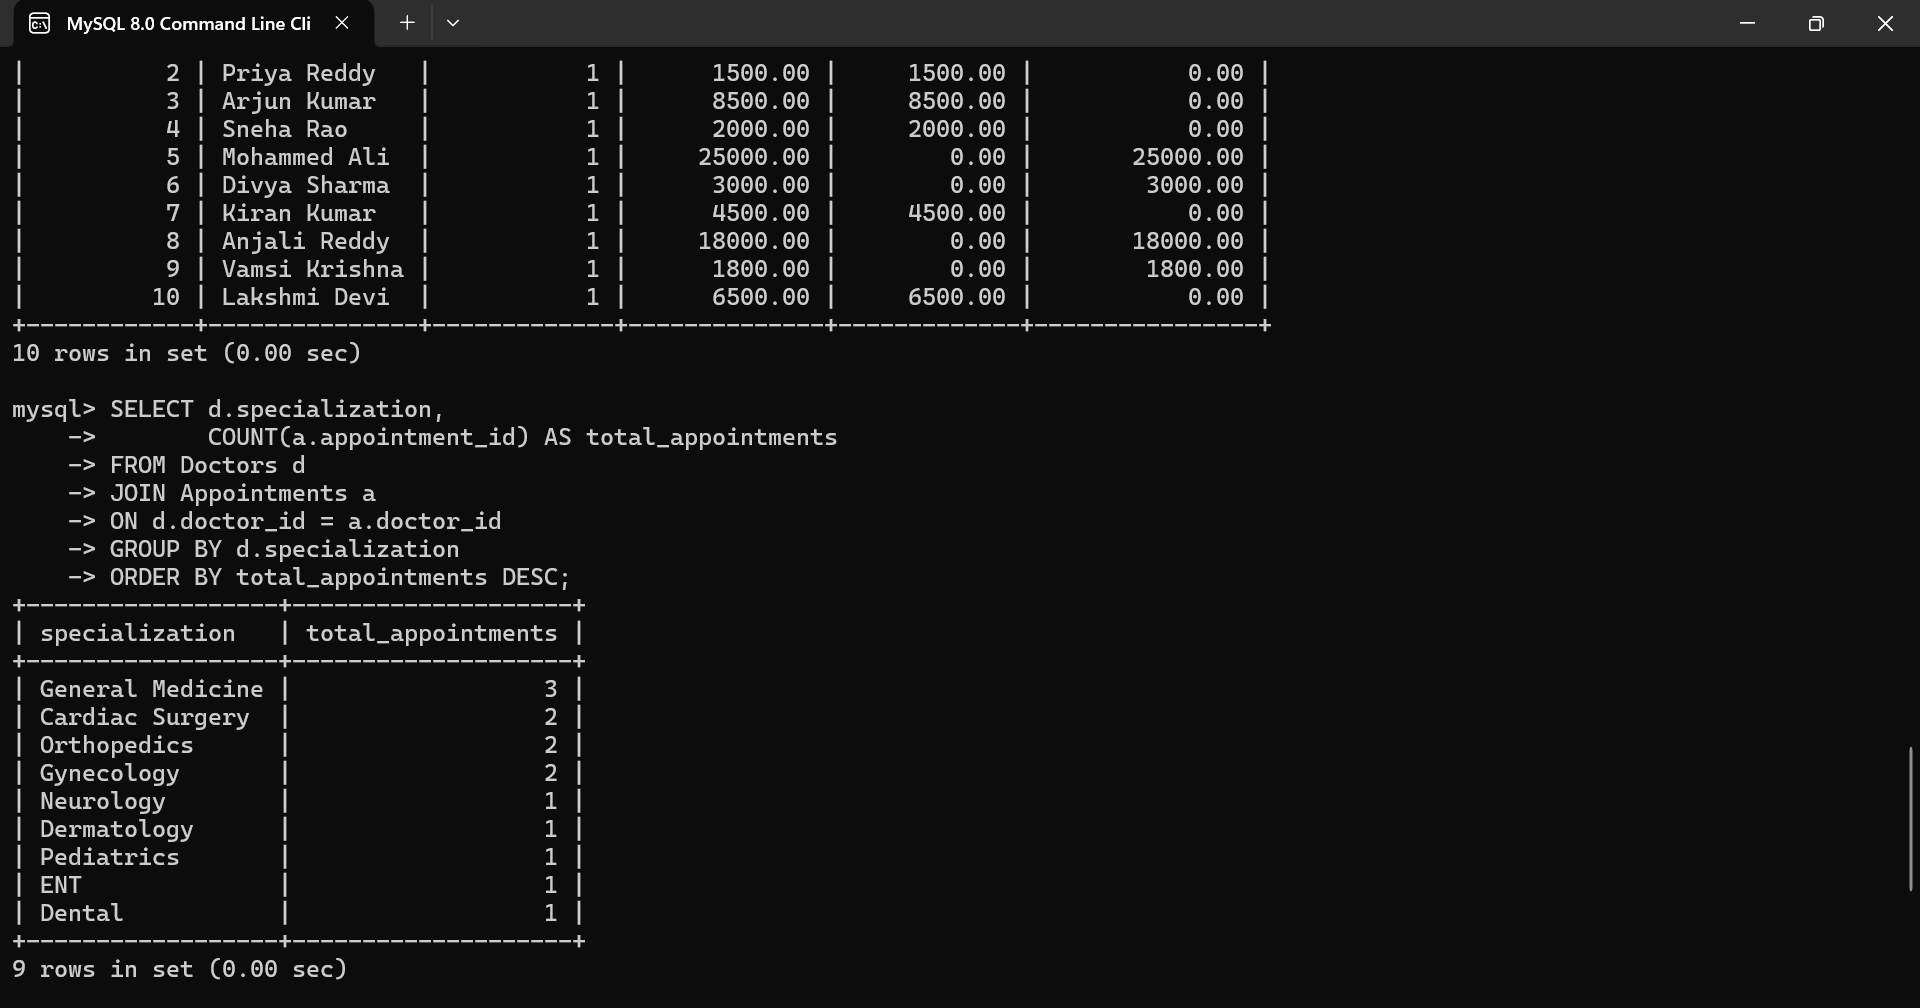 MySQL 8.0 Command Line Cli
|           2 | Priya Reddy   |           1 |      1500.00 |     1500.00 |           0.00 |
|           3 | Arjun Kumar   |           1 |      8500.00 |     8500.00 |           0.00 |
|           4 | Sneha Rao     |           1 |      2000.00 |     2000.00 |           0.00 |
|           5 | Mohammed Ali  |           1 |     25000.00 |        0.00 |       25000.00 |
|           6 | Divya Sharma  |           1 |      3000.00 |        0.00 |        3000.00 |
|           7 | Kiran Kumar   |           1 |      4500.00 |     4500.00 |           0.00 |
|           8 | Anjali Reddy  |           1 |     18000.00 |        0.00 |       18000.00 |
|           9 | Vamsi Krishna |           1 |      1800.00 |        0.00 |        1800.00 |
|          10 | Lakshmi Devi  |           1 |      6500.00 |     6500.00 |           0.00 |
+------------+---------------+-------------+--------------+-------------+----------------+
10 rows in set (0.00 sec)
mysql> SELECT d.specialization,
    ->        COUNT(a.appointment_id) AS total_appointments
    -> FROM Doctors d
    -> JOIN Appointments a
    -> ON d.doctor_id = a.doctor_id
    -> GROUP BY d.specialization
    -> ORDER BY total_appointments DESC;
+------------------+--------------------+
| specialization   | total_appointments |
+------------------+--------------------+
| General Medicine |                  3 |
| Cardiac Surgery  |                  2 |
| Orthopedics      |                  2 |
| Gynecology       |                  2 |
| Neurology        |                  1 |
| Dermatology      |                  1 |
| Pediatrics       |                  1 |
| ENT              |                  1 |
| Dental           |                  1 |
+------------------+--------------------+
9 rows in set (0.00 sec)